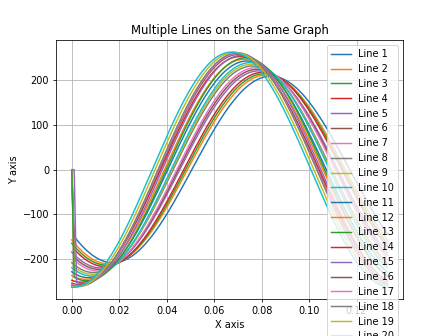 Multiple Lines on the Same Graph
Y axis
200
100
0
−100
−200
0.00
0.02
0.04
0.06
0.08
0.10
X axis
Line 1
Line 2
Line 3
Line 4
Line 5
Line 6
Line 7
Line 8
Line 9
Line 10
Line 11
Line 12
Line 13
Line 14
Line 15
Line 16
Line 17
Line 18
Line 19
Line 20